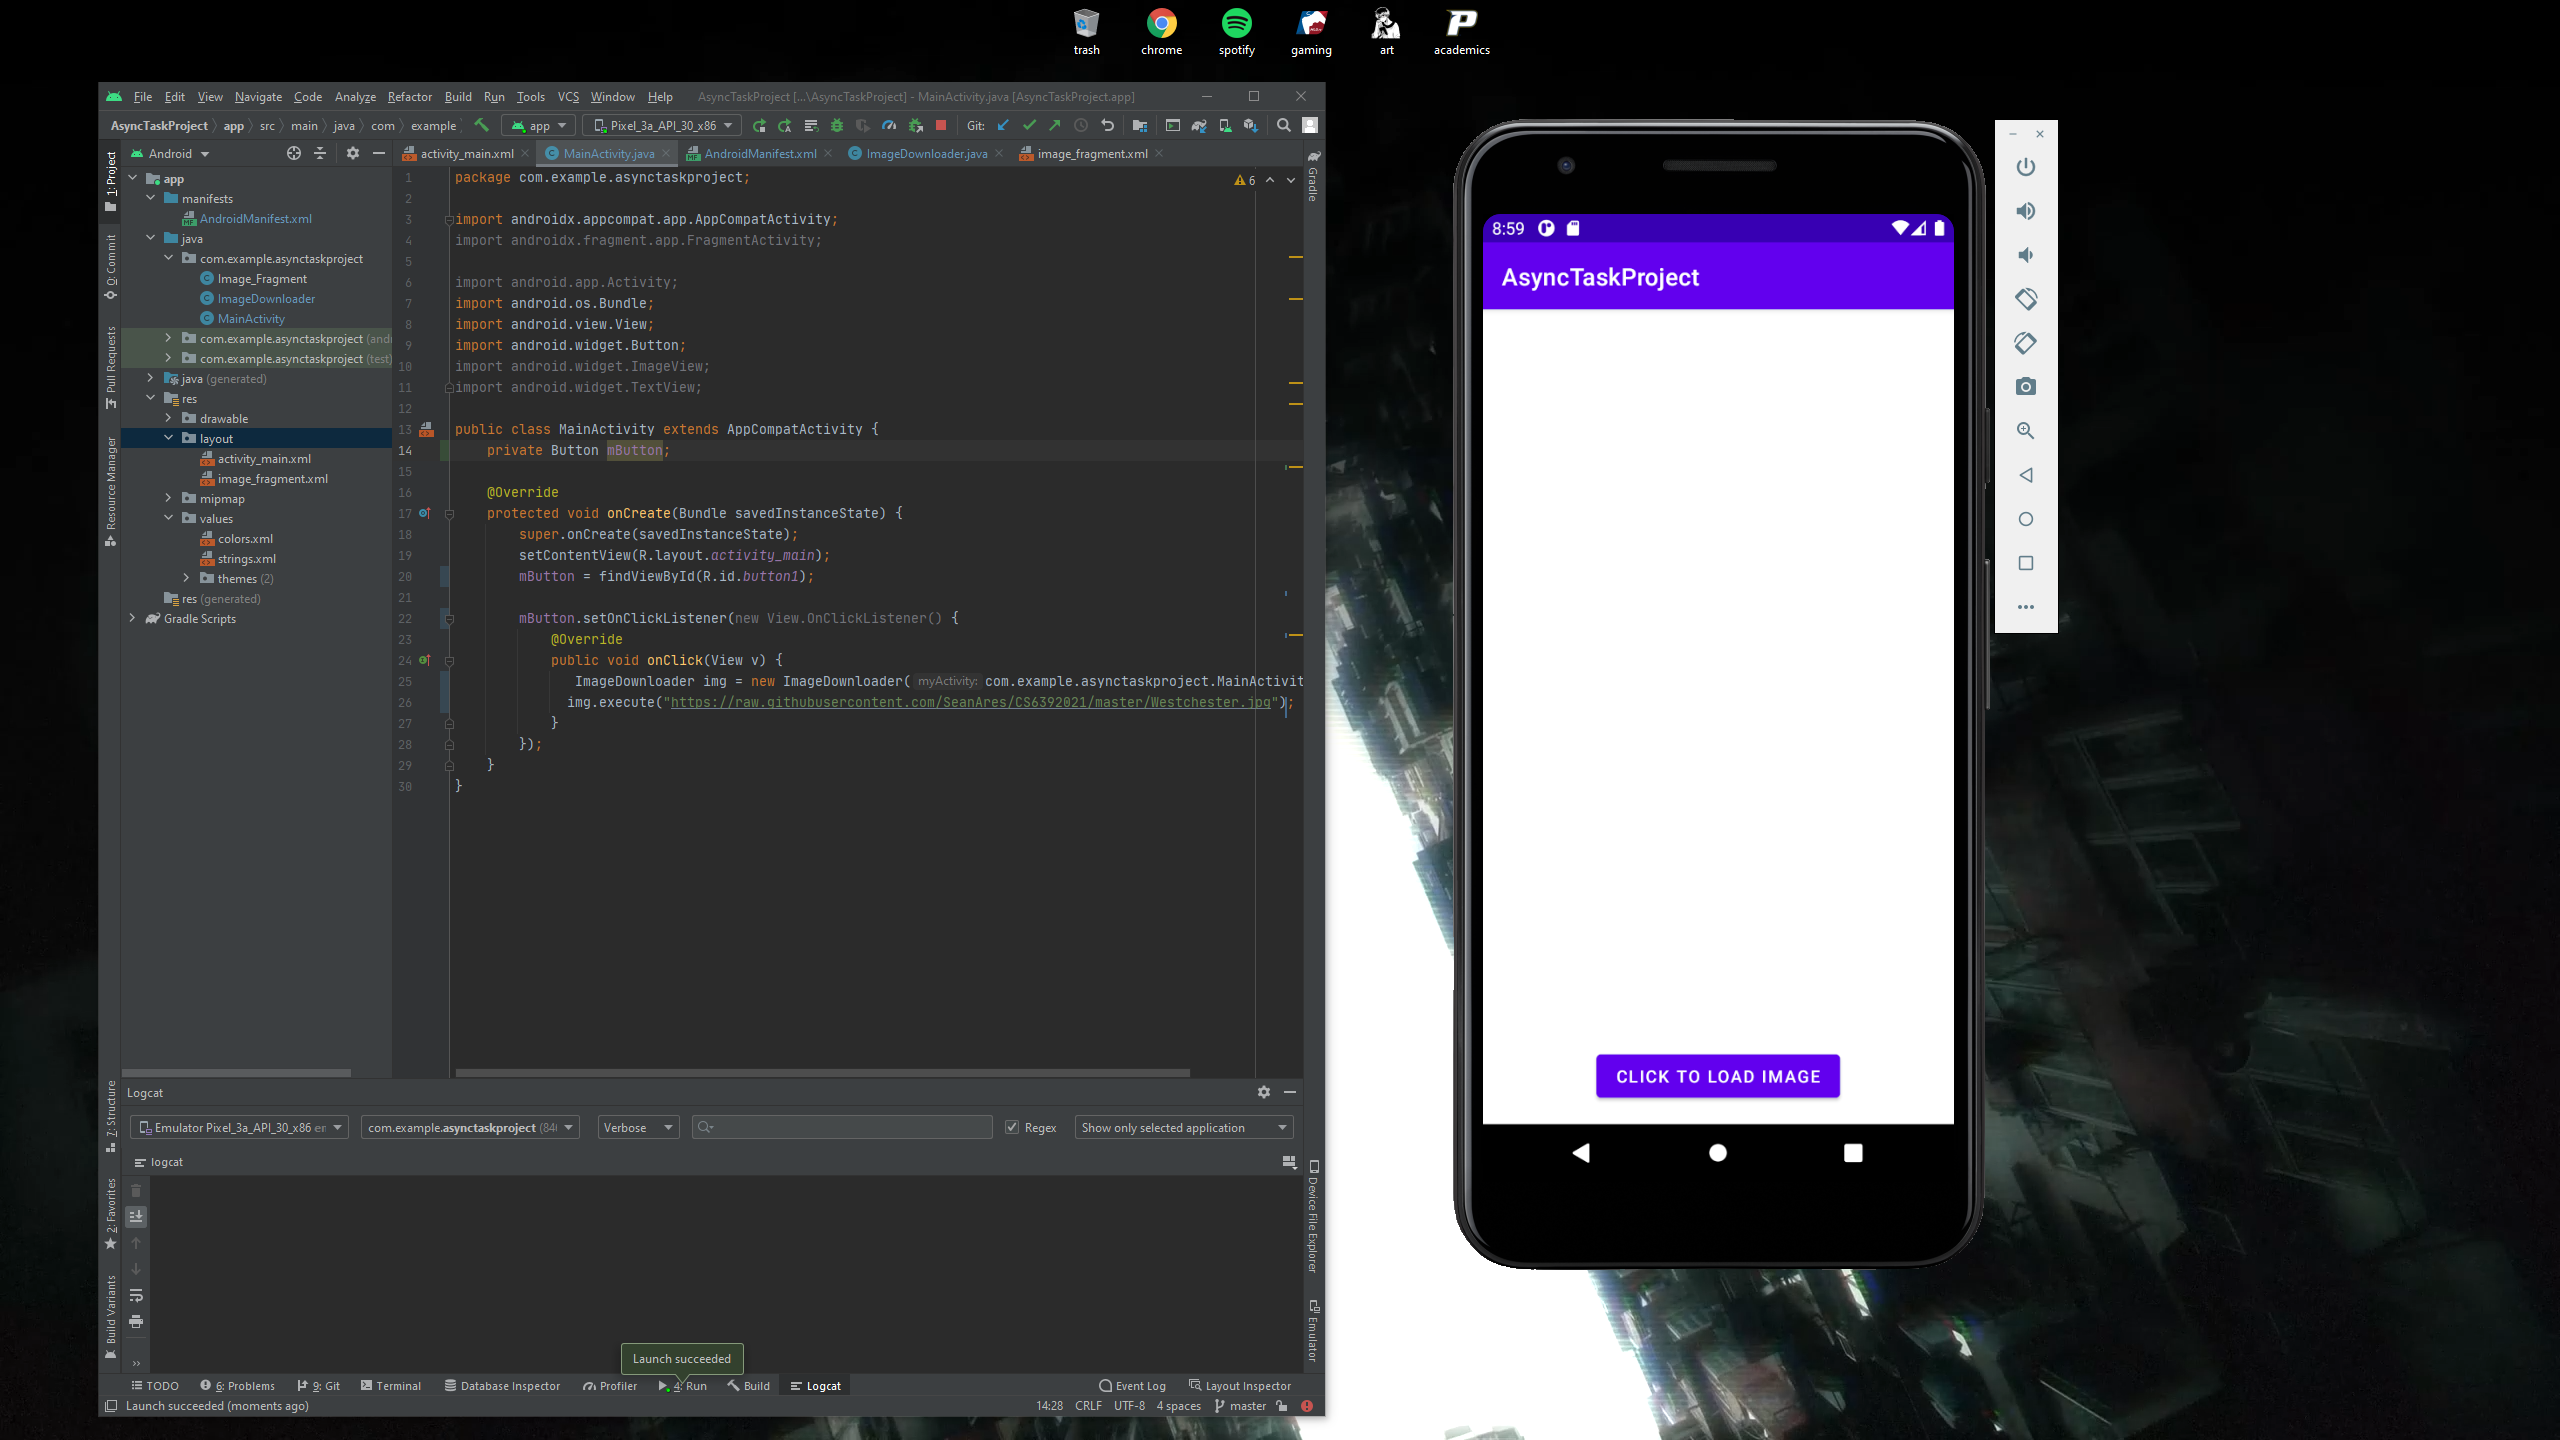 trash
chrome
spotify
gaming
art
academics
File Edit View Navigate Code Analyze Refactor Build Run Tools VCS Window Help AsyncTaskProject [...\AsyncTaskProject] - MainActivity.java [AsyncTaskProject.app]
AsyncTaskProject app src main java com example app Pixel_3a_API_30_x86 Git:
Android
activity_main.xml MainActivity.java AndroidManifest.xml ImageDownloader.java image_fragment.xml
1: Project
0: Commit
Pull Requests
Resource Manager
7: Structure
2: Favorites
Build Variants
app
manifests
AndroidManifest.xml
java
com.example.asynctaskproject
Image_Fragment
ImageDownloader
MainActivity
com.example.asynctaskproject (and
com.example.asynctaskproject (test)
java (generated)
res
drawable
layout
activity_main.xml
image_fragment.xml
mipmap
values
colors.xml
strings.xml
themes (2)
res (generated)
Gradle Scripts
6
1 package com.example.asynctaskproject;
2
3 import androidx.appcompat.app.AppCompatActivity;
4 import androidx.fragment.app.FragmentActivity;
5
6 import android.app.Activity;
7 import android.os.Bundle;
8 import android.view.View;
9 import android.widget.Button;
10 import android.widget.ImageView;
11 import android.widget.TextView;
12
13 public class MainActivity extends AppCompatActivity {
14 private Button mButton;
15
16 @Override
17 protected void onCreate(Bundle savedInstanceState) {
18 super.onCreate(savedInstanceState);
19 setContentView(R.layout.activity_main);
20 mButton = findViewById(R.id.button1);
21
22 mButton.setOnClickListener(new View.OnClickListener() {
23 @Override
24 public void onClick(View v) {
25 ImageDownloader img = new ImageDownloader( myActivity: com.example.asynctaskproject.MainActivit
26 img.execute("https://raw.githubusercontent.com/SeanAres/CS6392021/master/Westchester.jpg");
27 }
28 });
29 }
30 }
Gradle
Device File Explorer
Emulator
Logcat
Emulator Pixel_3a_API_30_x86 en com.example.asynctaskproject (84 Verbose Regex Show only selected application
logcat
Launch succeeded
TODO 6: Problems 9: Git Terminal Database Inspector Profiler 4: Run Build Logcat Event Log Layout Inspector
Launch succeeded (moments ago) 14:28 CRLF UTF-8 4 spaces master
8:59
AsyncTaskProject
CLICK TO LOAD IMAGE